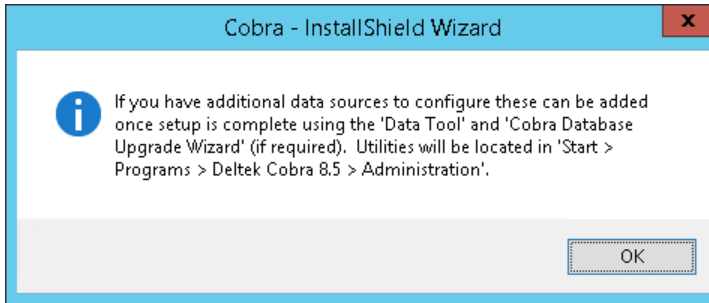 Cobra - InstallShield Wizard
x
If you have additional data sources to configure these can be added
once setup is complete using the 'Data Tool' and 'Cobra Database
Upgrade Wizard' (if required).  Utilities will be located in 'Start >
Programs > Deltek Cobra 8.5 > Administration'.
OK